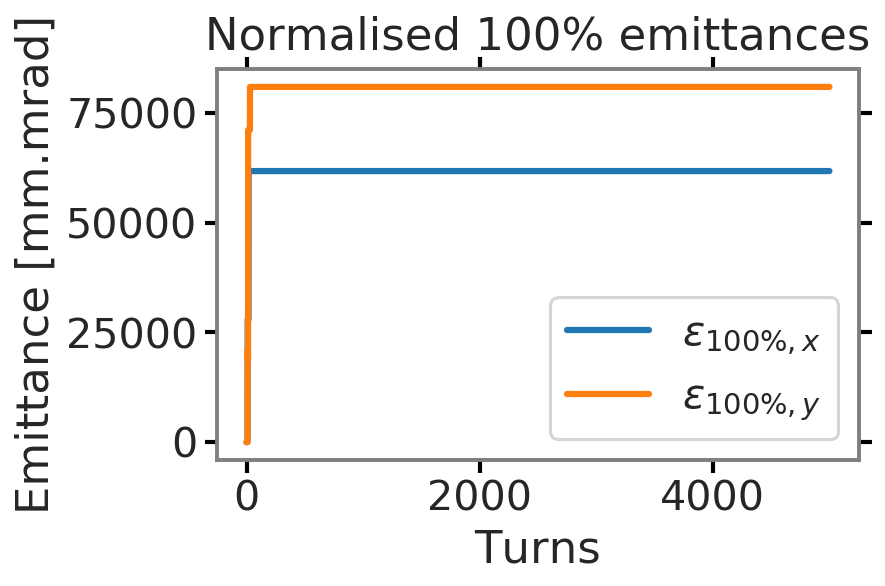 Normalised 100% emittances
Emittance [mm.mrad]
75000
50000
25000
0
ε100%, x
ε100%, y
0 2000 4000
Turns